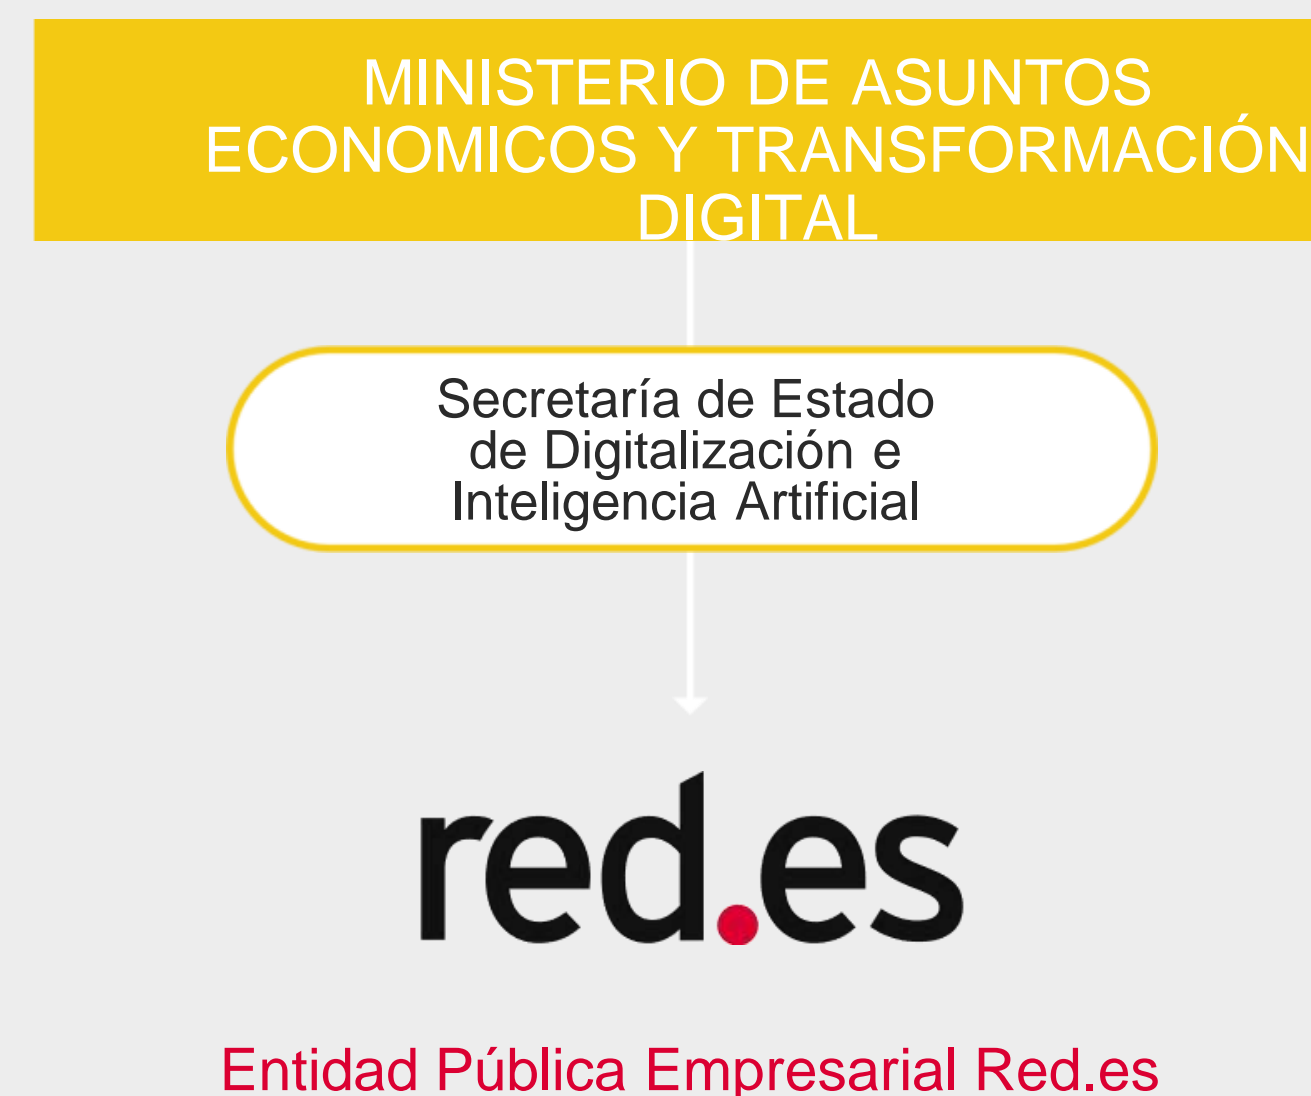 MINISTERIO DE ASUNTOS
ECONOMICOS Y TRANSFORMACIÓN
DIGITAL
Secretaría de Estado
de Digitalización e
Inteligencia Artificial
red.es
Entidad Pública Empresarial Red.es